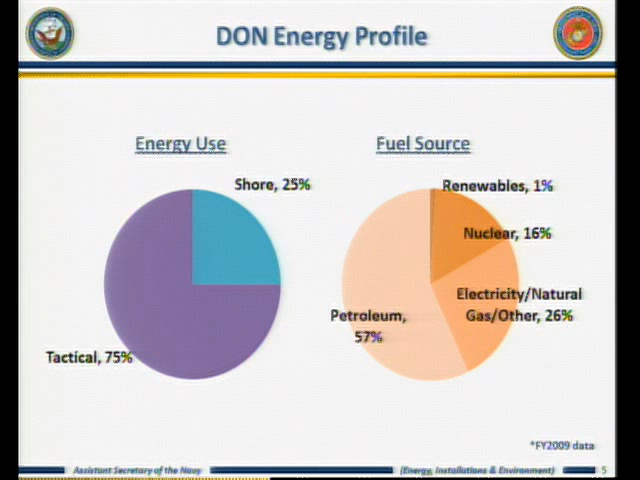 DON Energy Profile
Energy Use
Fuel Source
Shore, 25%
Renewables, 1%
Nuclear, 16%
Electricity/Natural
Gas/Other, 26%
Petroleum,
57%
Tactical, 75%
*FY2009 data
Assistant Secretary of the Navy
(Energy, Installations & Environment)
5